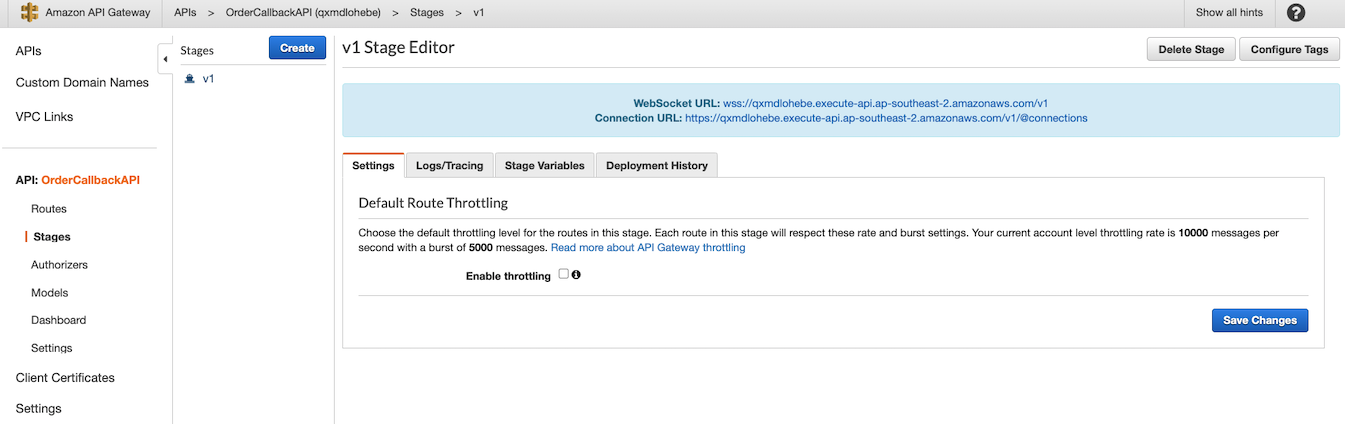 Amazon API Gateway
APIs > OrderCallbackAPI (qxmdlohebe) > Stages > v1
Show all hints
?
APIs
Custom Domain Names
VPC Links
API: OrderCallbackAPI
Routes
Stages
Authorizers
Models
Dashboard
Settings
Client Certificates
Settings
Stages
Create
v1
v1 Stage Editor
Delete Stage
Configure Tags
WebSocket URL: wss://qxmdlohebe.execute-api.ap-southeast-2.amazonaws.com/v1
Connection URL: https://qxmdlohebe.execute-api.ap-southeast-2.amazonaws.com/v1/@connections
Settings
Logs/Tracing
Stage Variables
Deployment History
Default Route Throttling
Choose the default throttling level for the routes in this stage. Each route in this stage will respect these rate and burst settings. Your current account level throttling rate is 10000 messages per
second with a burst of 5000 messages. Read more about API Gateway throttling
Enable throttling
Save Changes